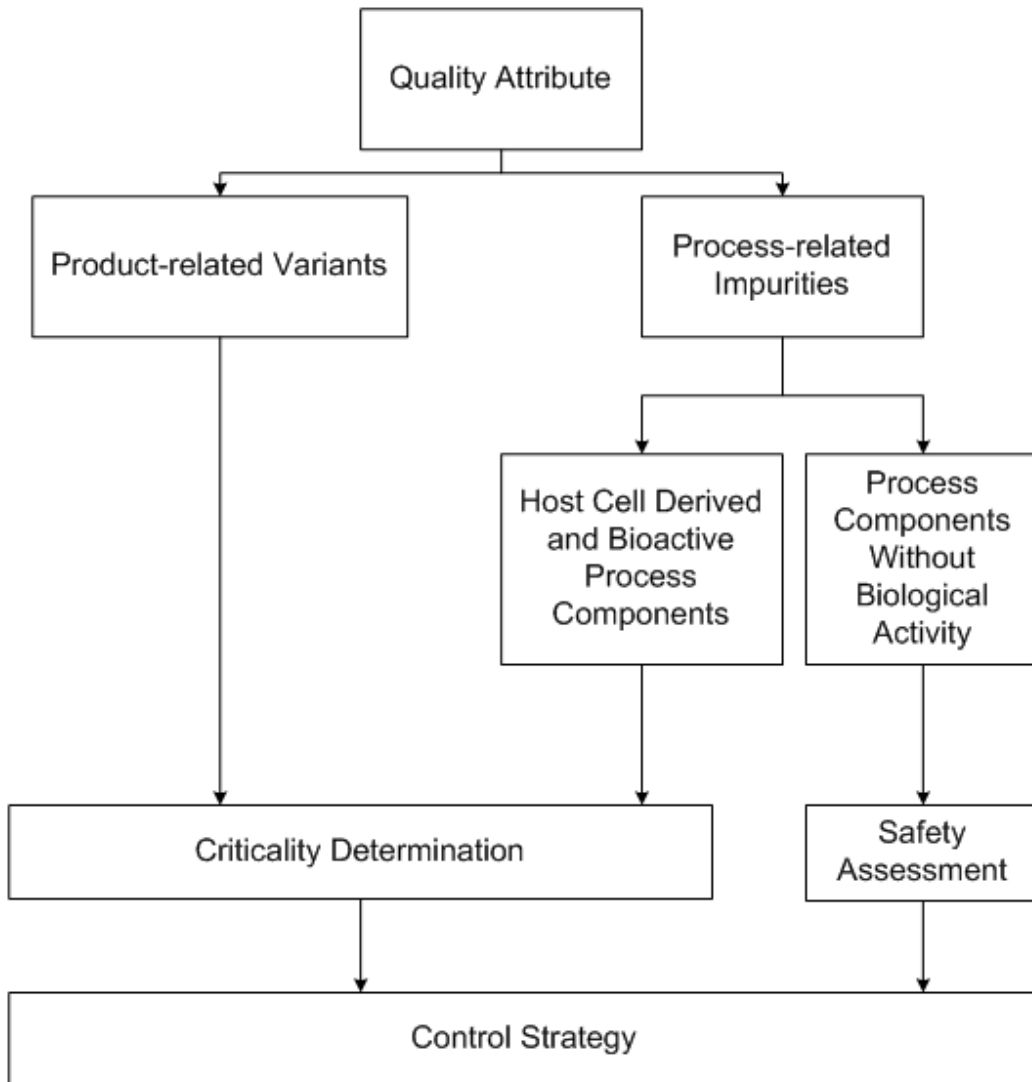 Quality Attribute
Product-related Variants
Process-related
Impurities
Host Cell Derived
and Bioactive
Process
Components
Process
Components
Without
Biological
Activity
Criticality Determination
Safety
Assessment
Control Strategy